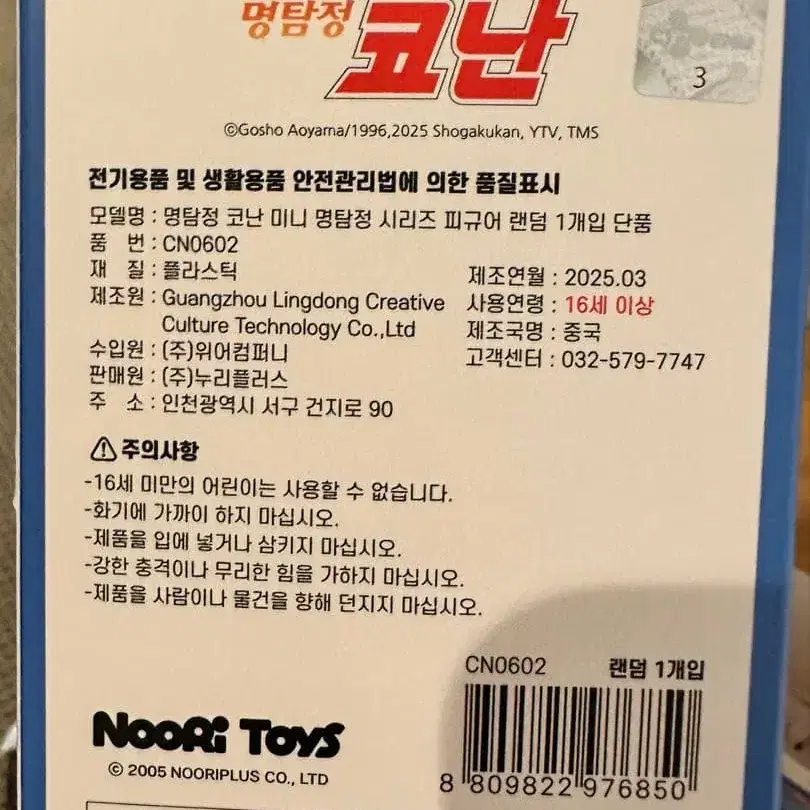 명탐정
코난
3
©Gosho Aoyama/1996,2025 Shogakukan, YTV, TMS
전기용품 및 생활용품 안전관리법에 의한 품질표시
모델명 : 명탐정 코난 미니 명탐정 시리즈 피규어 랜덤 1개입 단품
품 번 : CN0602
재 질 : 플라스틱
제조원 : Guangzhou Lingdong Creative
Culture Technology Co.,Ltd
수입원 : (주)위어컴퍼니
판매원 : (주)누리플러스
주 소 : 인천광역시 서구 건지로 90
제조연월 : 2025.03
사용연령 : 16세 이상
제조국명 : 중국
고객센터 : 032-579-7747
주의사항
-16세 미만의 어린이는 사용할 수 없습니다.
-화기에 가까이 하지 마십시오.
-제품을 입에 넣거나 삼키지 마십시오.
-강한 충격이나 무리한 힘을 가하지 마십시오.
-제품을 사람이나 물건을 향해 던지지 마십시오.
CN0602 랜덤 1개입
NooRi Toys
© 2005 NOORIPLUS CO., LTD
8 809822 976850